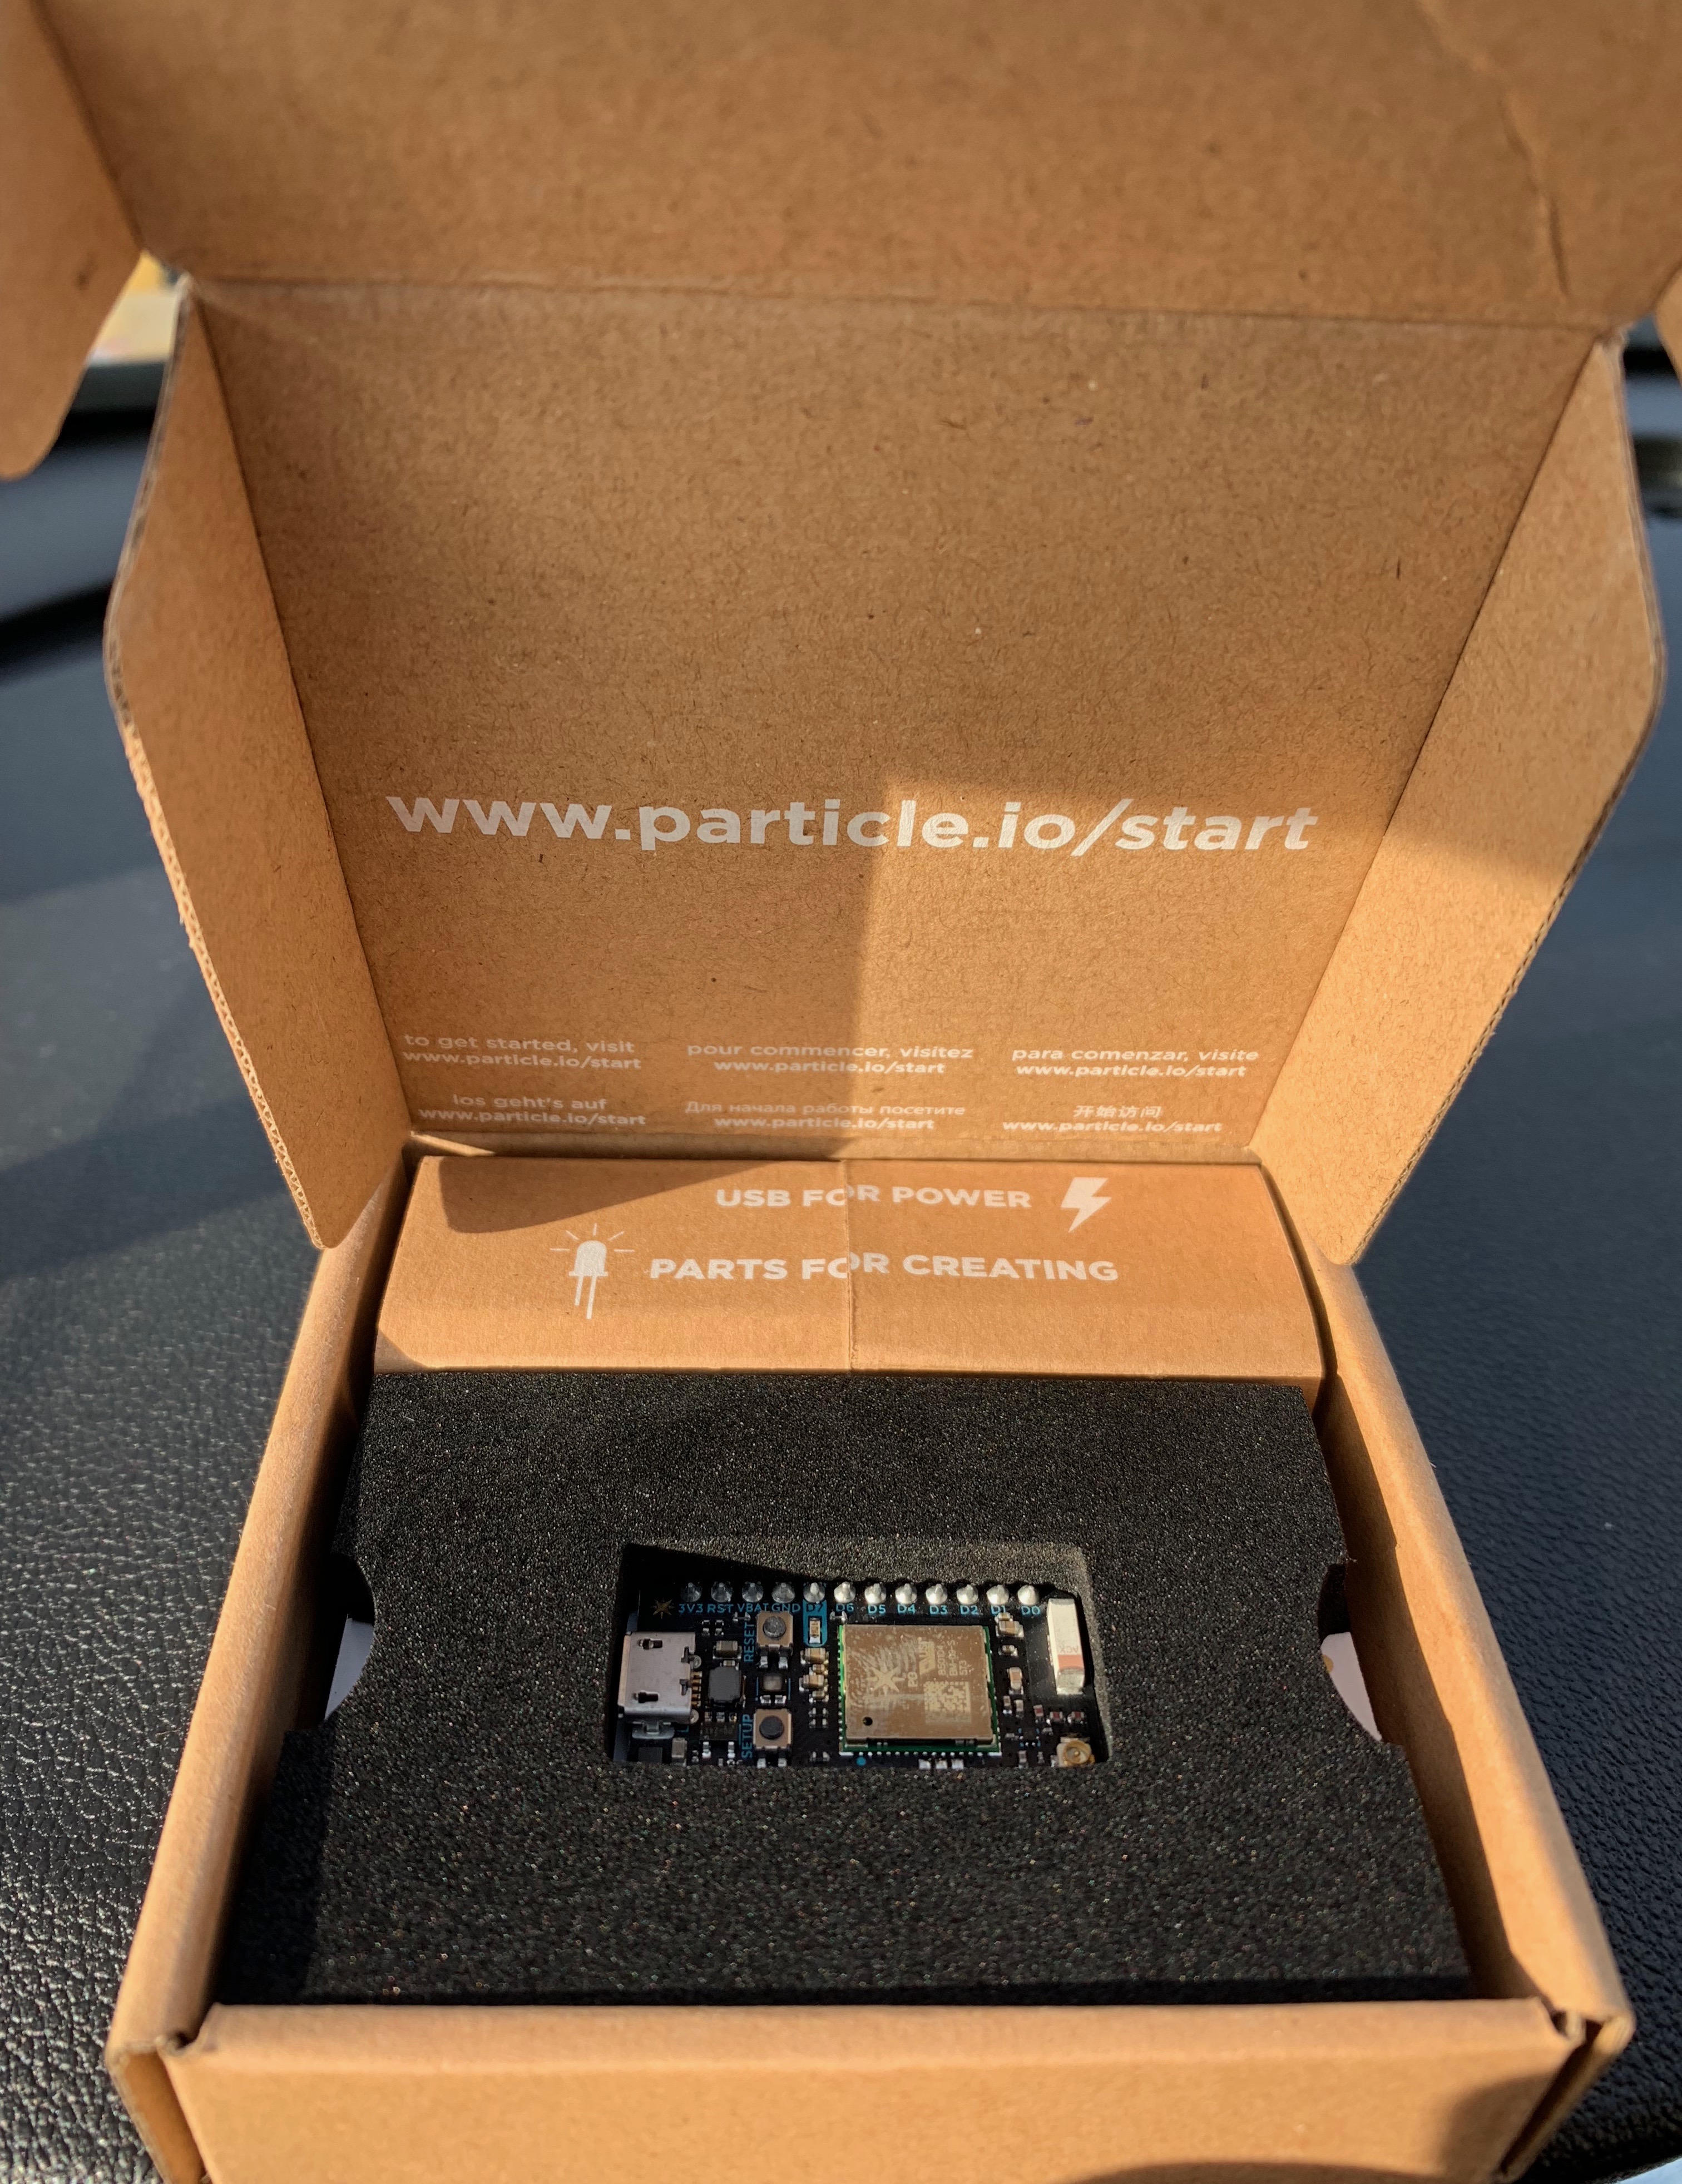 www.particle.io/start
to get started, visit
www.particle.io/start
pour commencer, visitez
www.particle.io/start
para comenzar, visite
www.particle.io/start
los geht's auf
www.particle.io/start
Для начала работы посетите
www.particle.io/start
开始访问
www.particle.io/start
USB FOR POWER
PARTS FOR CREATING
3V3 RST VBAT GND D7 D6 D5 D4 D3 D2 D1 D0
RESET
SETUP